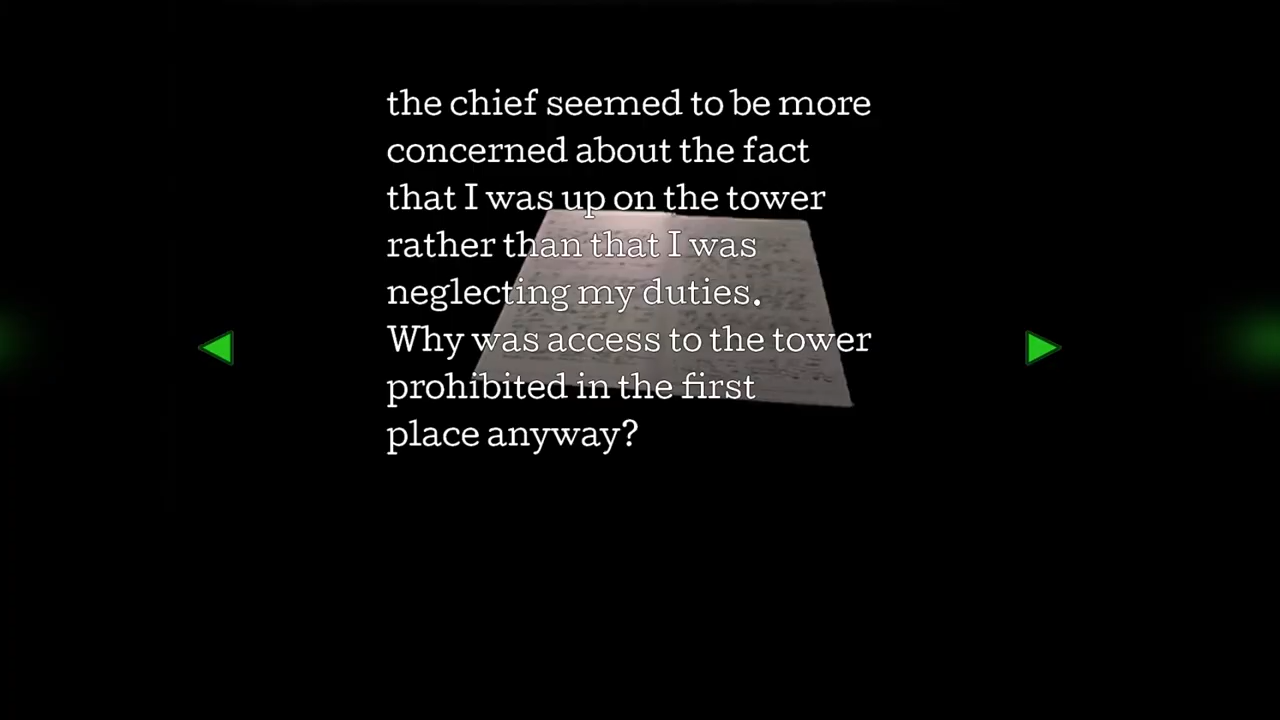 the chief seemed to be more
concerned about the fact
that I was up on the tower
rather than that I was
neglecting my duties.
Why was access to the tower
prohibited in the first
place anyway?